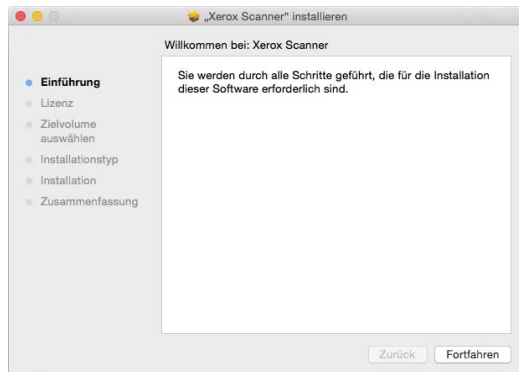 „Xerox Scanner“ installieren
Willkommen bei: Xerox Scanner
Einführung
Lizenz
Zielvolume
auswählen
Installationstyp
Installation
Zusammenfassung
Sie werden durch alle Schritte geführt, die für die Installation
dieser Software erforderlich sind.
Zurück
Fortfahren